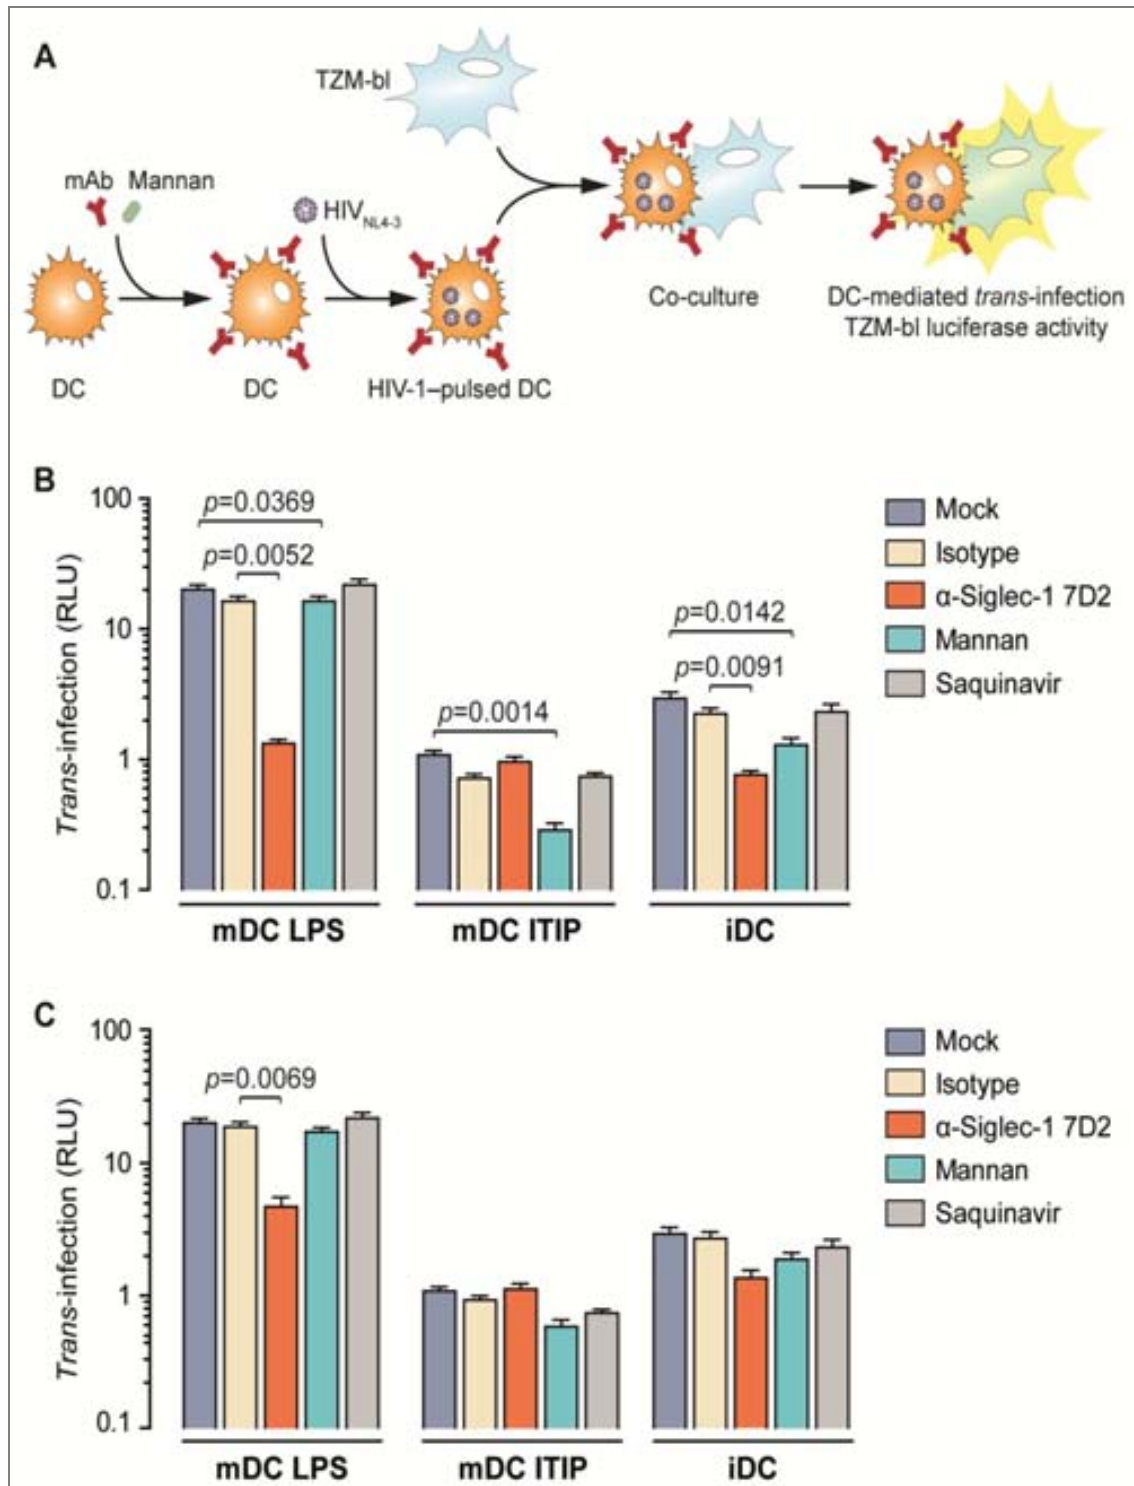 A
TZM-bl
mAb Mannan
HIVNL4-3
DC
DC
HIV-1–pulsed DC
Co-culture
DC-mediated trans-infection
TZM-bl luciferase activity
B
Trans-infection (RLU)
100
10
1
0.1
p=0.0369
p=0.0052
p=0.0014
p=0.0142
p=0.0091
mDC LPS
mDC ITIP
iDC
Mock
Isotype
α-Siglec-1 7D2
Mannan
Saquinavir
C
Trans-infection (RLU)
100
10
1
0.1
p=0.0069
mDC LPS
mDC ITIP
iDC
Mock
Isotype
α-Siglec-1 7D2
Mannan
Saquinavir